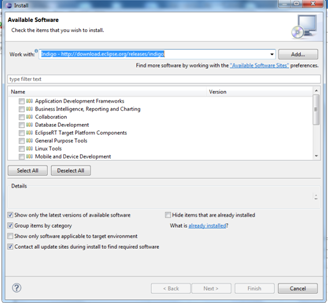 Install
Available Software
Check the items that you wish to install.
Work with: Indigo - http://download.eclipse.org/releases/indigo Add...
Find more software by working with the "Available Software Sites" preferences.
type filter text
Name Version
Application Development Frameworks
Business Intelligence, Reporting and Charting
Collaboration
Database Development
EclipseRT Target Platform Components
General Purpose Tools
Linux Tools
Mobile and Device Development
Select All Deselect All
Details
Show only the latest versions of available software Hide items that are already installed
Group items by category What is already installed?
Show only software applicable to target environment
Contact all update sites during install to find required software
? < Back Next > Finish Cancel